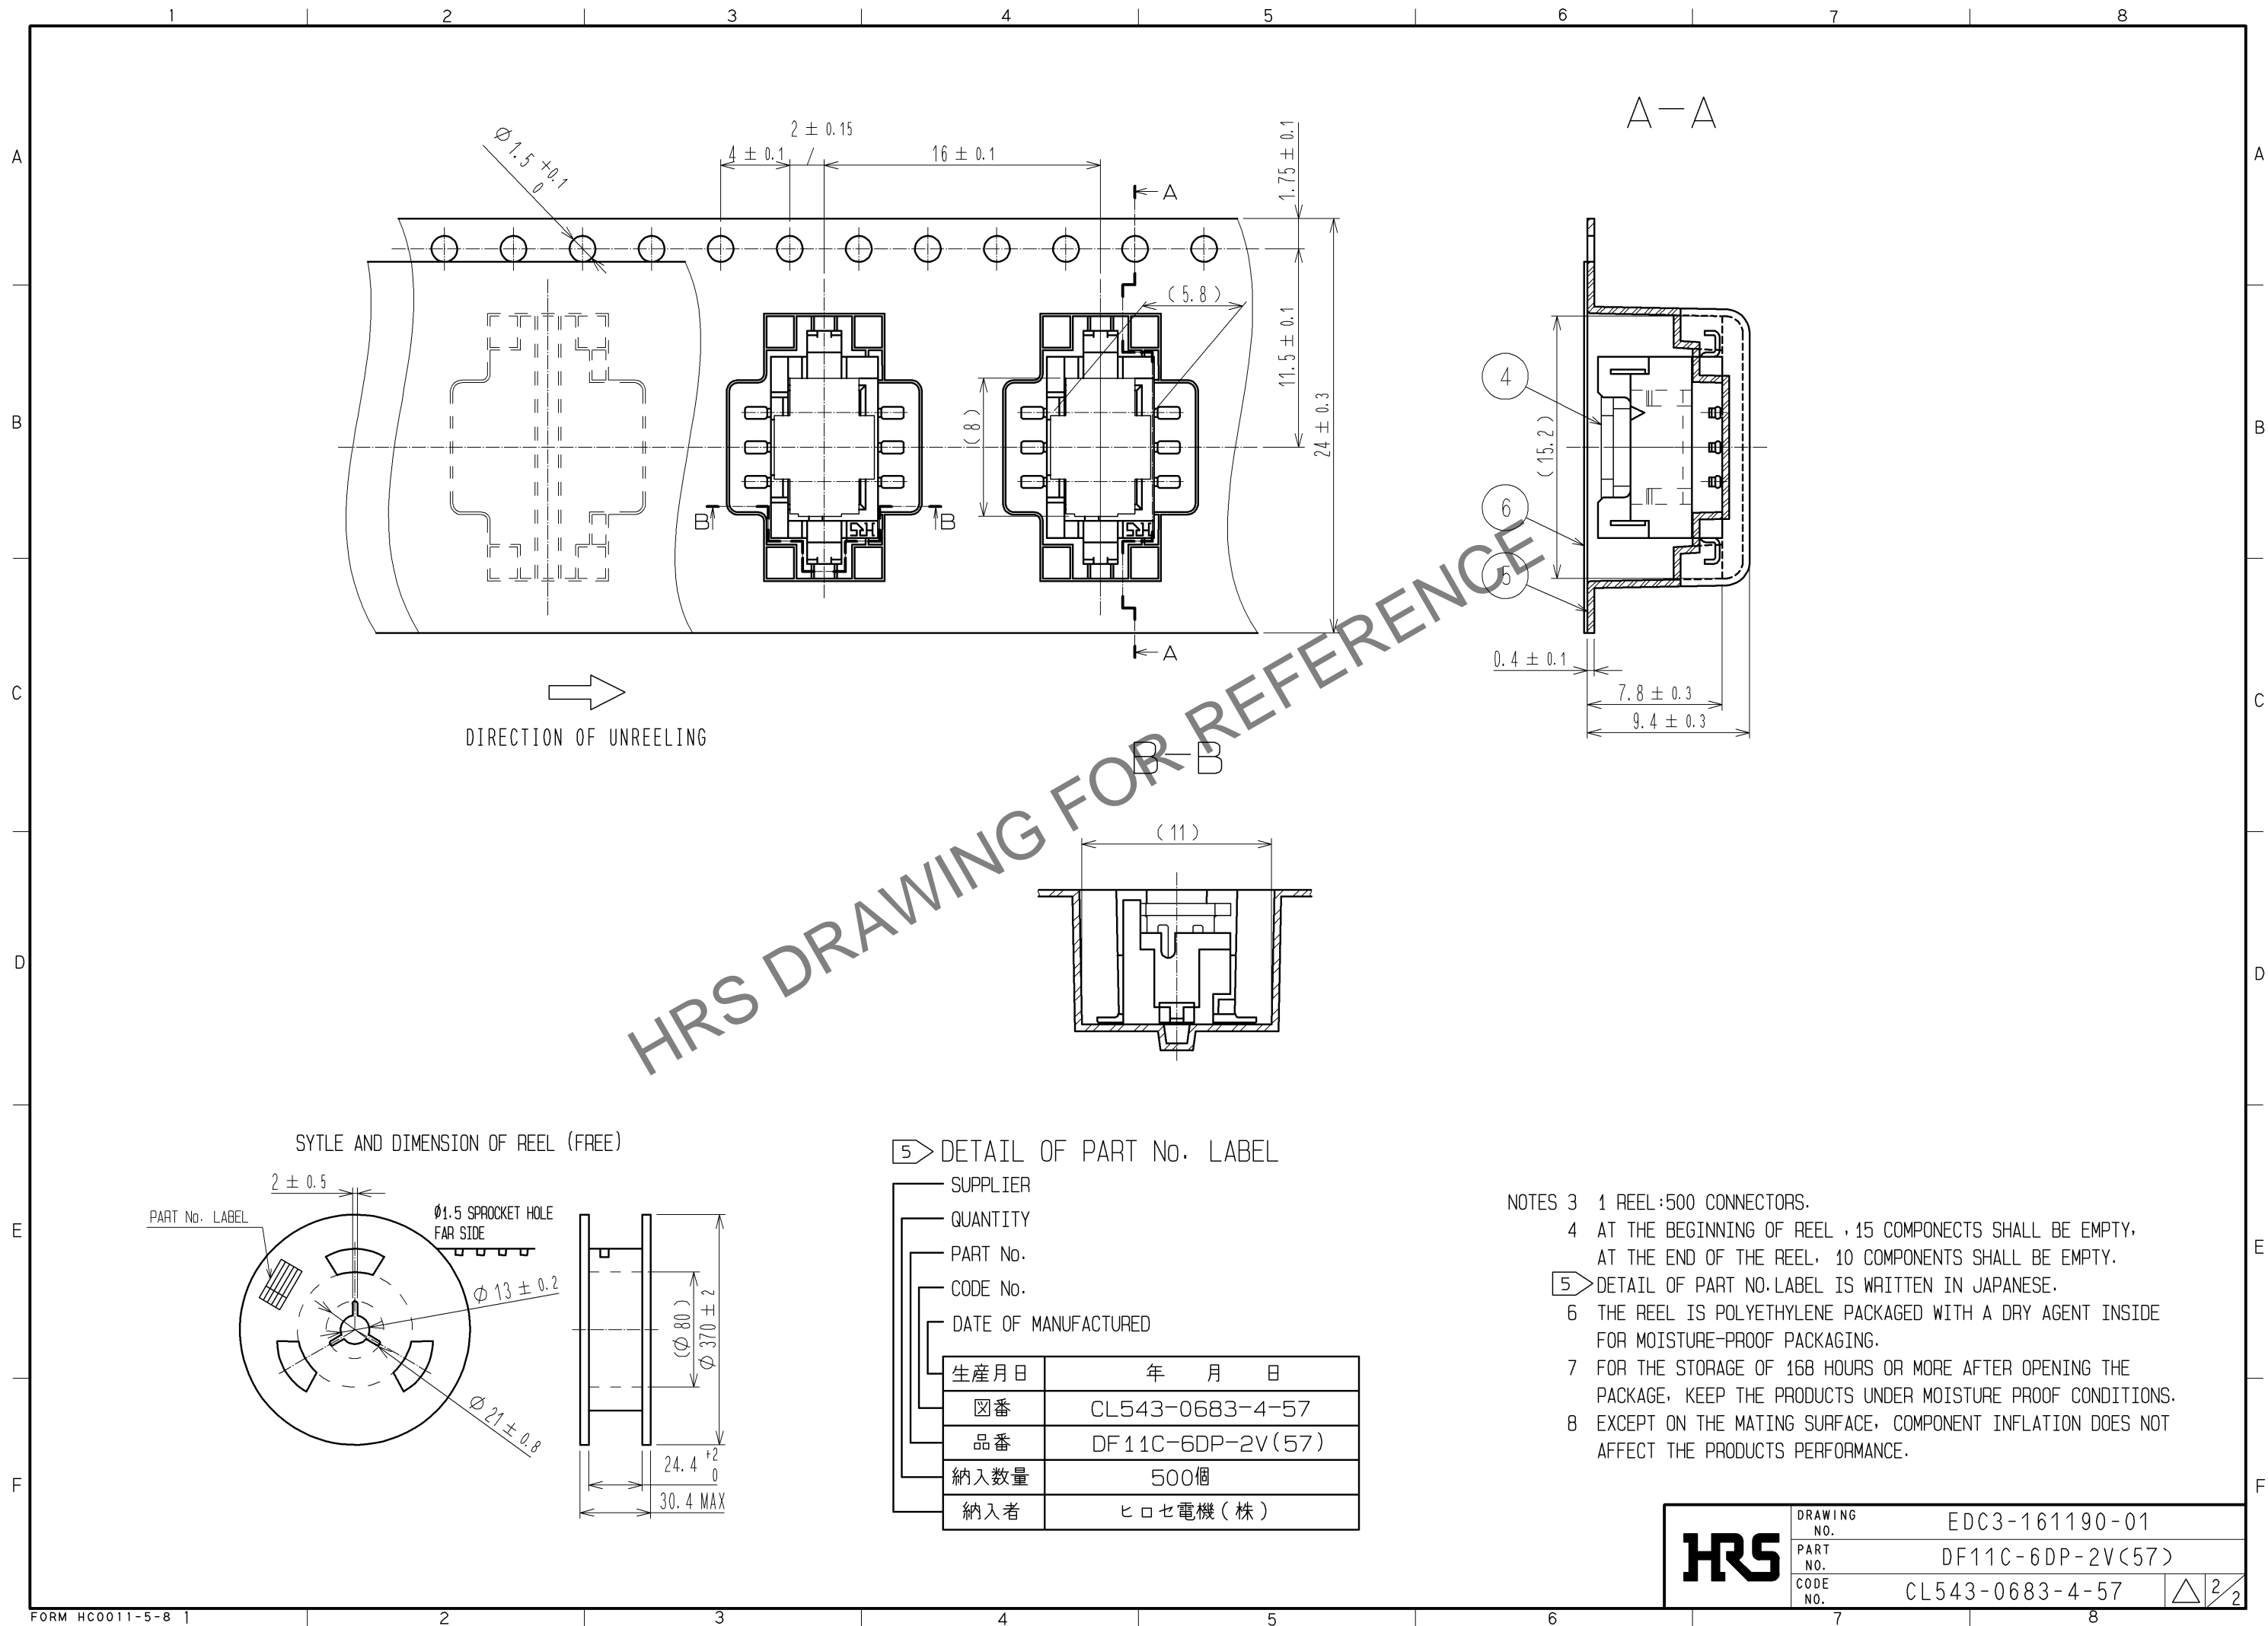 1 2 3 4 5 6 7 8
A A
B B
C C
D D
E E
F F
Ø1.5 +0.1 0
4±0.1
2±0.15
16±0.1
1.75±0.1
11.5±0.1
24±0.3
(5.8)
(8)
A
A
B B
DIRECTION OF UNREELING
A-A
4
6
5
(15.2)
0.4±0.1
7.8±0.3
9.4±0.3
B-B
(11)
HRS DRAWING FOR REFERENCE
SYTLE AND DIMENSION OF REEL (FREE)
2±0.5
PART No. LABEL
Ø1.5 SPROCKET HOLE
FAR SIDE
Ø13±0.2
Ø21±0.8
(Ø80)
Ø370±2
24.4 +2 0
30.4 MAX
5 DETAIL OF PART No. LABEL
SUPPLIER
QUANTITY
PART No.
CODE No.
DATE OF MANUFACTURED
生産月日 年 月 日
図番 CL543-0683-4-57
品番 DF11C-6DP-2V(57)
納入数量 500個
納入者 ヒロセ電機(株)
NOTES 3 1 REEL:500 CONNECTORS.
4 AT THE BEGINNING OF REEL ,15 COMPONECTS SHALL BE EMPTY,
AT THE END OF THE REEL, 10 COMPONENTS SHALL BE EMPTY.
5 DETAIL OF PART NO.LABEL IS WRITTEN IN JAPANESE.
6 THE REEL IS POLYETHYLENE PACKAGED WITH A DRY AGENT INSIDE
FOR MOISTURE-PROOF PACKAGING.
7 FOR THE STORAGE OF 168 HOURS OR MORE AFTER OPENING THE
PACKAGE, KEEP THE PRODUCTS UNDER MOISTURE PROOF CONDITIONS.
8 EXCEPT ON THE MATING SURFACE, COMPONENT INFLATION DOES NOT
AFFECT THE PRODUCTS PERFORMANCE.
HRS
DRAWING NO. EDC3-161190-01
PART NO. DF11C-6DP-2V(57)
CODE NO. CL543-0683-4-57 2/2
FORM HC0011-5-8 1
2 3 4 5 6 7 8